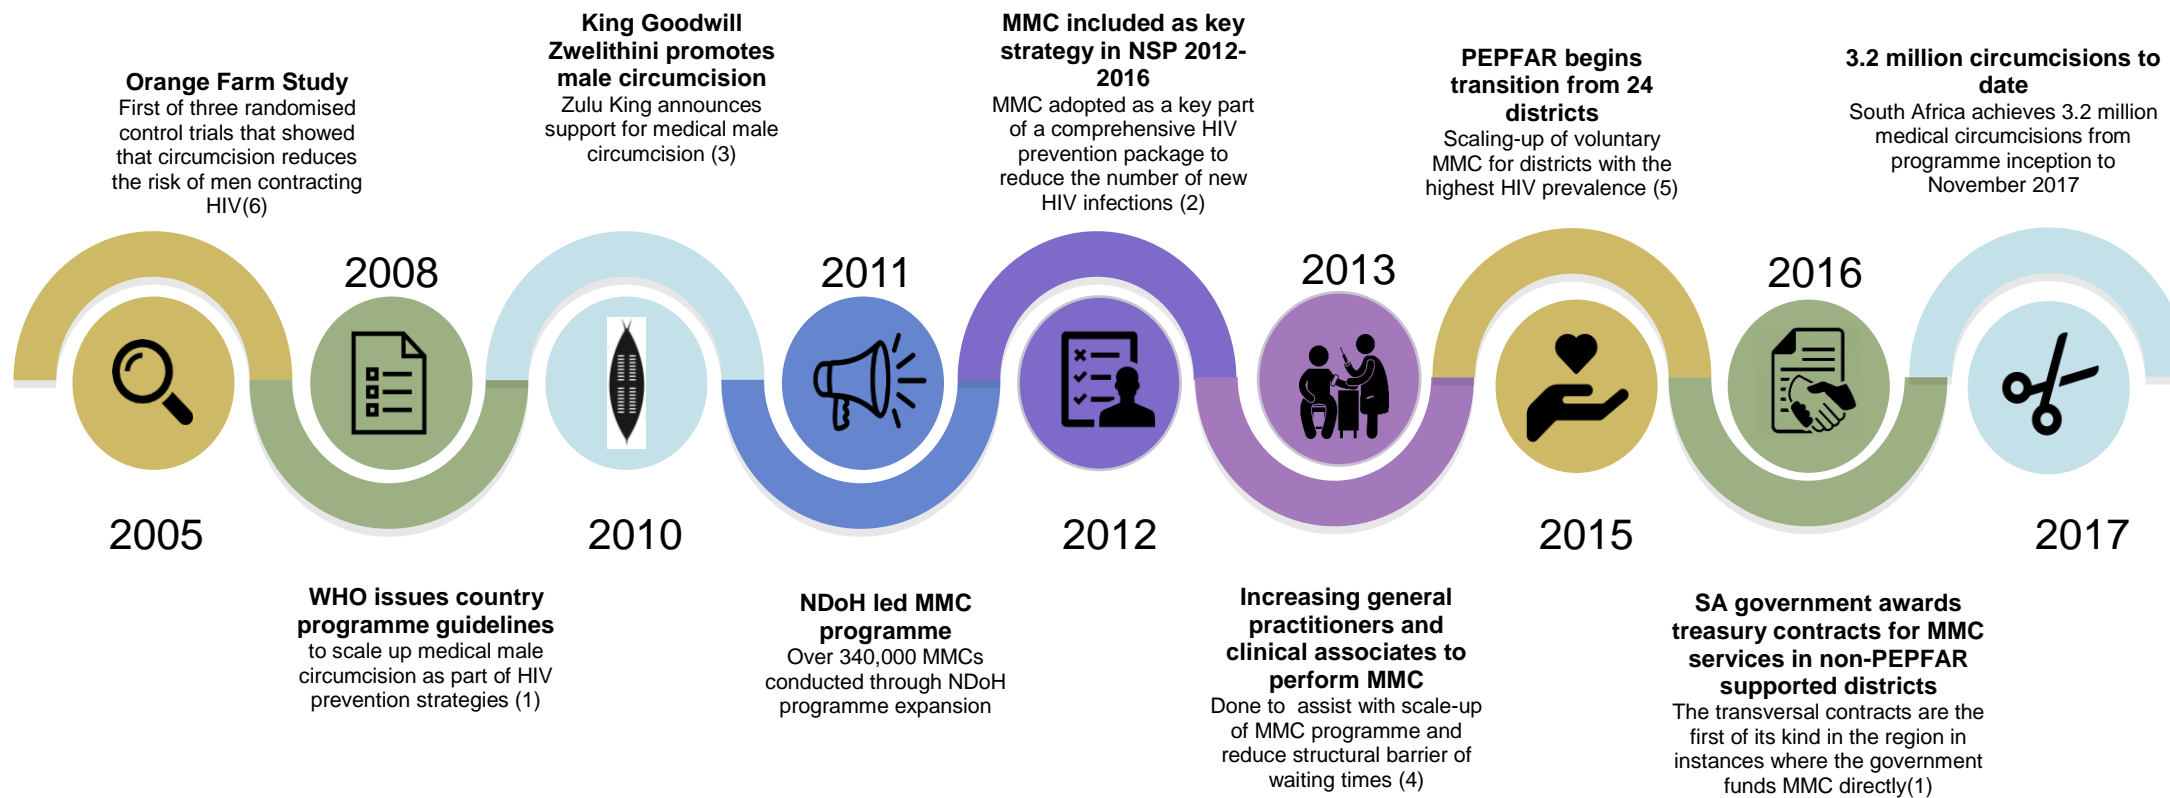 Orange Farm Study
First of three randomised
control trials that showed
that circumcision reduces
the risk of men contracting
HIV(6)
King Goodwill
Zwelithini promotes
male circumcision
Zulu King announces
support for medical male
circumcision (3)
MMC included as key
strategy in NSP 2012-
2016
MMC adopted as a key part
of a comprehensive HIV
prevention package to
reduce the number of new
HIV infections (2)
PEPFAR begins
transition from 24
districts
Scaling-up of voluntary
MMC for districts with the
highest HIV prevalence (5)
3.2 million circumcisions to
date
South Africa achieves 3.2 million
medical circumcisions from
programme inception to
November 2017
2008
2011
2013
2016
2005
2010
2012
2015
2017
WHO issues country
programme guidelines
to scale up medical male
circumcision as part of HIV
prevention strategies (1)
NDoH led MMC
programme
Over 340,000 MMCs
conducted through NDoH
programme expansion
Increasing general
practitioners and
clinical associates to
perform MMC
Done to assist with scale-up
of MMC programme and
reduce structural barrier of
waiting times (4)
SA government awards
treasury contracts for MMC
services in non-PEPFAR
supported districts
The transversal contracts are the
first of its kind in the region in
instances where the government
funds MMC directly(1)